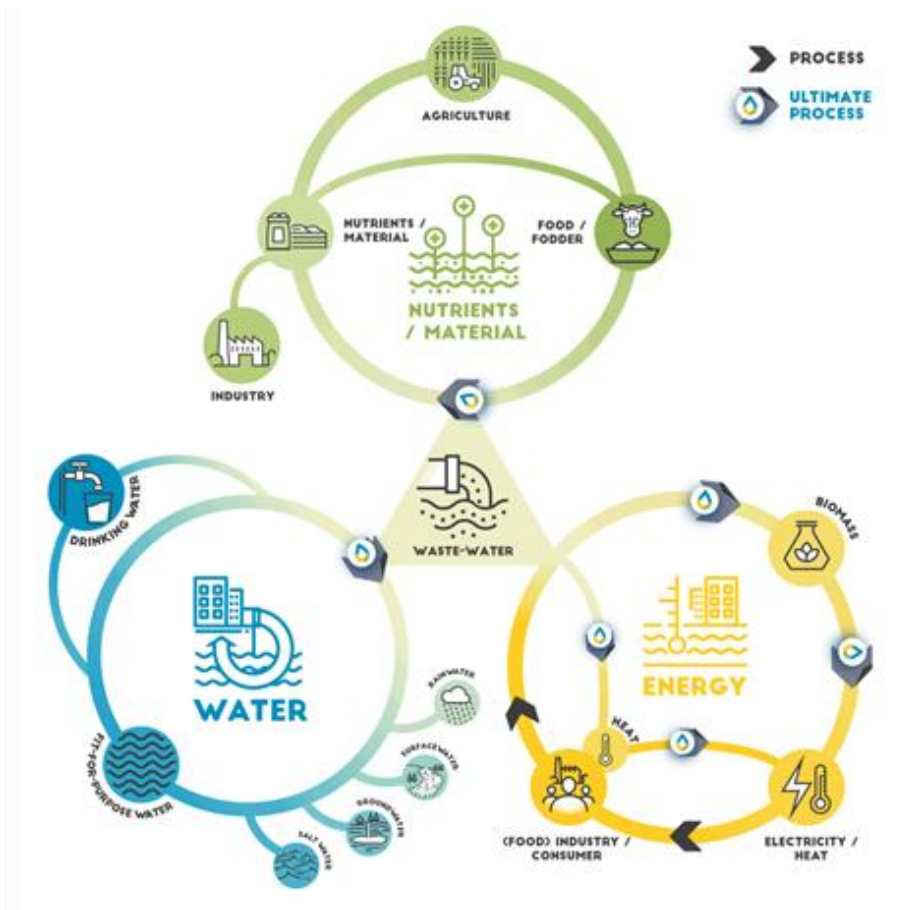 PROCESS
ULTIMATE
PROCESS
AGRICULTURE
NUTRIENTS /
MATERIAL
FOOD /
FODDER
NUTRIENTS
/ MATERIAL
INDUSTRY
WASTE-WATER
DRINKING WATER
BIOMASS
WATER
ENERGY
RAINWATER
HEAT
SURFACEWATER
FIT-FOR-PURPOSE WATER
GROUNDWATER
SALT WATER
(FOOD) INDUSTRY /
CONSUMER
ELECTRICITY /
HEAT